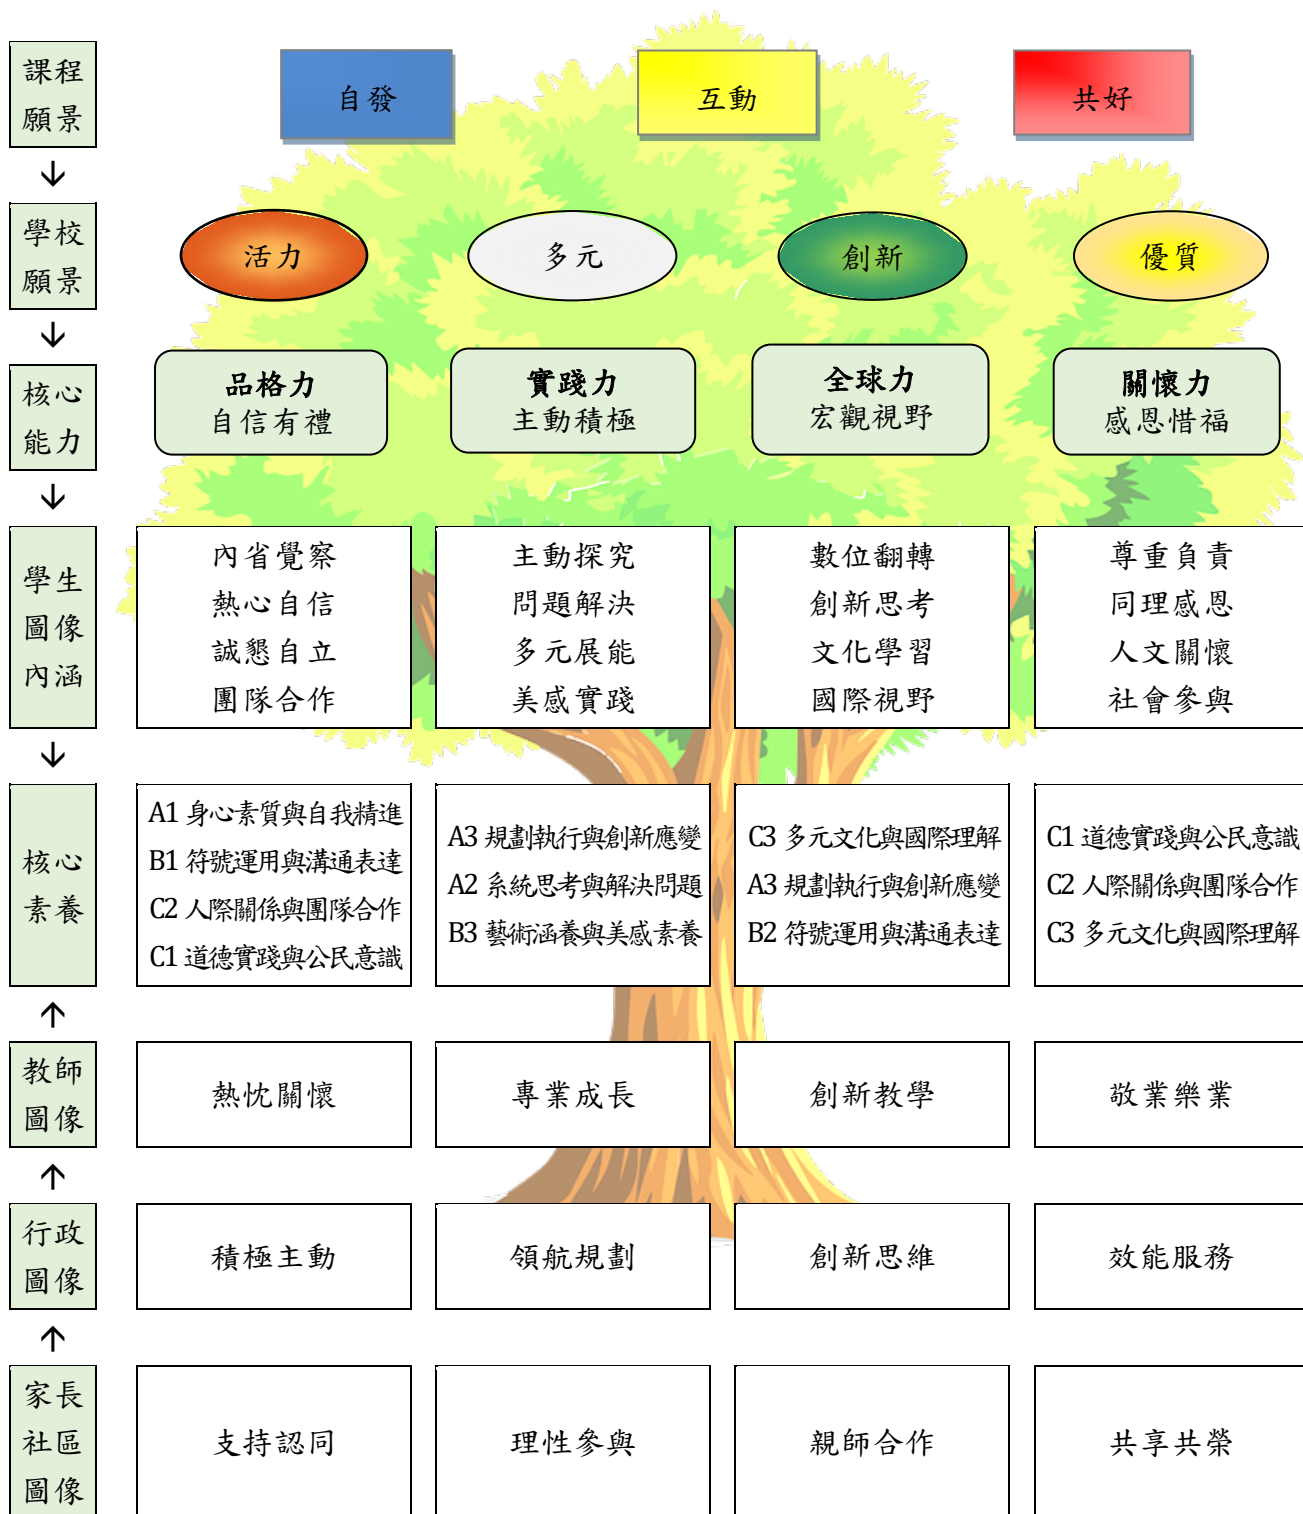 課程
願景
自發
互動
共好
↓
學校
願景
活力
多元
創新
優質
↓
核心
能力
品格力
自信有禮
實踐力
主動積極
全球力
宏觀視野
關懷力
感恩惜福
↓
學生
圖像
內涵
內省覺察
熱心自信
誠懇自立
團隊合作
主動探究
問題解決
多元展能
美感實踐
數位翻轉
創新思考
文化學習
國際視野
尊重負責
同理感恩
人文關懷
社會參與
↓
核心
素養
A1 身心素質與自我精進
B1 符號運用與溝通表達
C2 人際關係與團隊合作
C1 道德實踐與公民意識
A3 規劃執行與創新應變
A2 系統思考與解決問題
B3 藝術涵養與美感素養
C3 多元文化與國際理解
A3 規劃執行與創新應變
B2 符號運用與溝通表達
C1 道德實踐與公民意識
C2 人際關係與團隊合作
C3 多元文化與國際理解
↑
教師
圖像
熱忱關懷
專業成長
創新教學
敬業樂業
↑
行政
圖像
積極主動
領航規劃
創新思維
效能服務
↑
家長
社區
圖像
支持認同
理性參與
親師合作
共享共榮